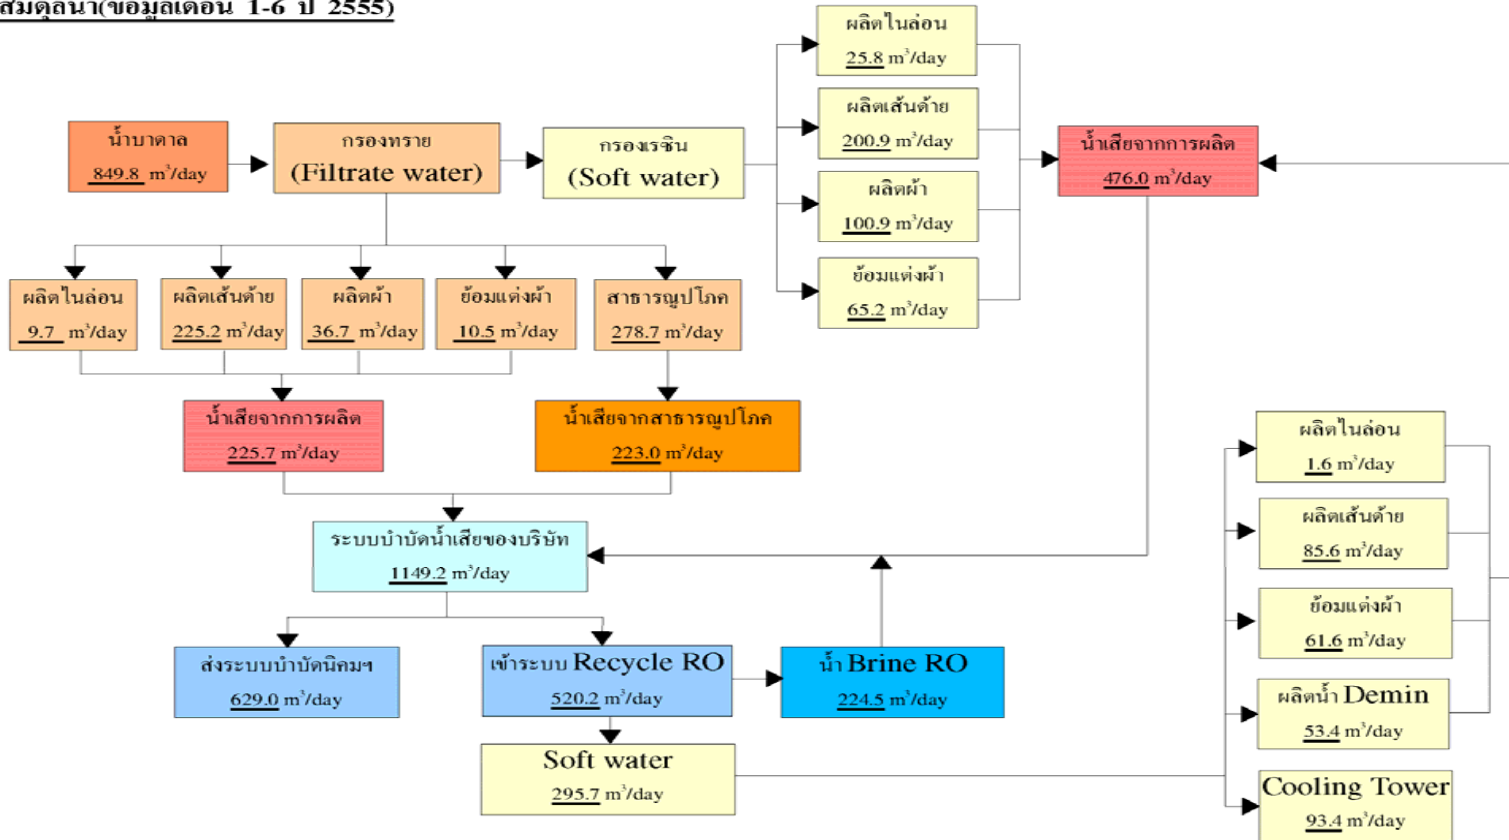 สมดุลน้ำ(ข้อมูลเดือน 1-6 ปี 2555)
น้ำบาดาล
849.8 m³/day
กรองทราย
(Filtrate water)
กรองเรซิน
(Soft water)
ผลิตไนล่อน
25.8 m³/day
ผลิตเส้นด้าย
200.9 m³/day
ผลิตผ้า
100.9 m³/day
ย้อมแต่งผ้า
65.2 m³/day
น้ำเสียจากการผลิต
476.0 m³/day
ผลิตไนล่อน
9.7 m³/day
ผลิตเส้นด้าย
225.2 m³/day
ผลิตผ้า
36.7 m³/day
ย้อมแต่งผ้า
10.5 m³/day
สาธารณูปโภค
278.7 m³/day
น้ำเสียจากการผลิต
225.7 m³/day
น้ำเสียจากสาธารณูปโภค
223.0 m³/day
ระบบบำบัดน้ำเสียของบริษัท
1149.2 m³/day
ส่งระบบบำบัดนิคมฯ
629.0 m³/day
เข้าระบบ Recycle RO
520.2 m³/day
น้ำ Brine RO
224.5 m³/day
Soft water
295.7 m³/day
ผลิตไนล่อน
1.6 m³/day
ผลิตเส้นด้าย
85.6 m³/day
ย้อมแต่งผ้า
61.6 m³/day
ผลิตน้ำ Demin
53.4 m³/day
Cooling Tower
93.4 m³/day